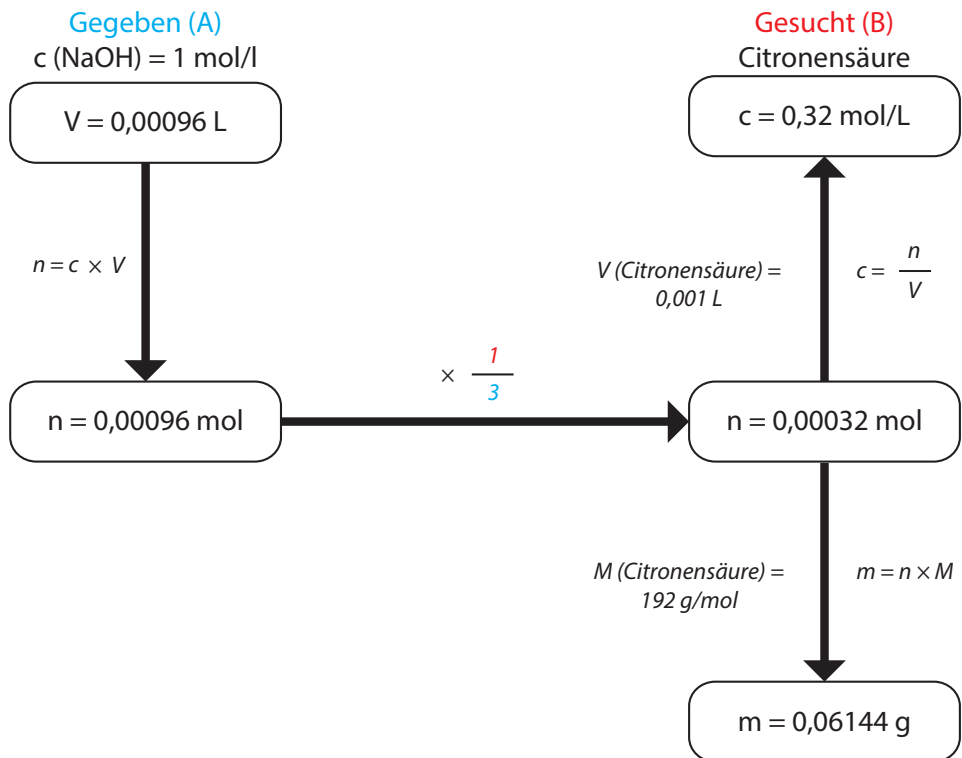 Gegeben (A)
c (NaOH) = 1 mol/l
V = 0,00096 L
Gesucht (B)
Citronensäure
c = 0,32 mol/L
n = c × V
V (Citronensäure) =
0,001 L
c = n
V
× 1
3
n = 0,00096 mol
n = 0,00032 mol
M (Citronensäure) =
192 g/mol
m = n × M
m = 0,06144 g